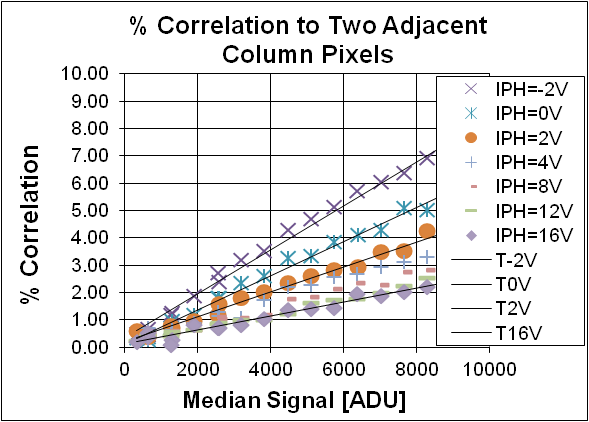 % Correlation to Two Adjacent
Column Pixels
10.00
9.00
8.00
7.00
6.00
5.00
4.00
3.00
2.00
1.00
0.00
% Correlation
0
2000
4000
6000
8000
10000
Median Signal [ADU]
IPH=-2V
IPH=0V
IPH=2V
IPH=4V
IPH=8V
IPH=12V
IPH=16V
T-2V
T0V
T2V
T16V